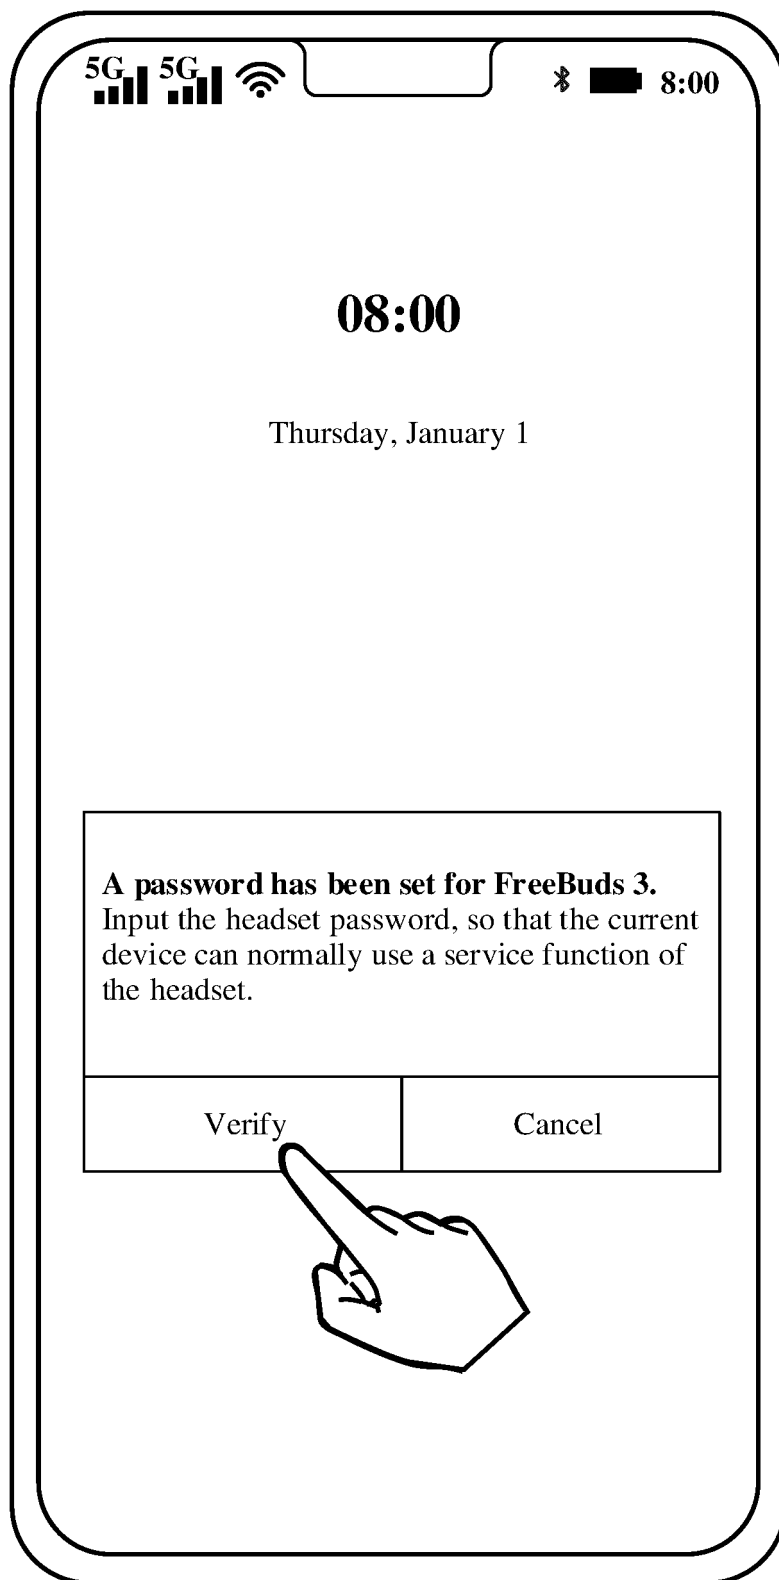 5G 5G 8:00
08:00
Thursday, January 1
A password has been set for FreeBuds 3.
Input the headset password, so that the current
device can normally use a service function of
the headset.
Verify Cancel